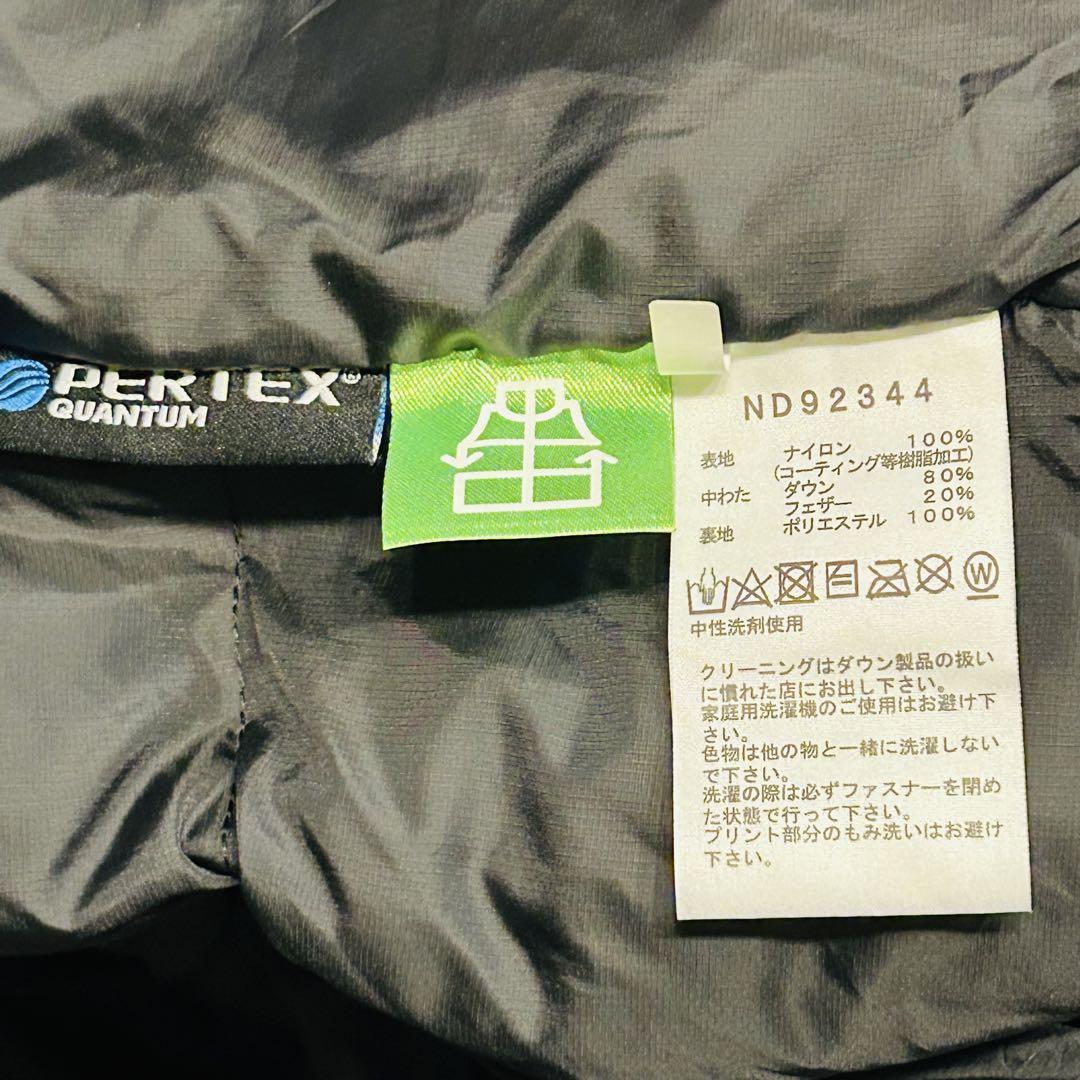 PERTEX®
QUANTUM
ND92344
表地 ナイロン 100%
(コーティング等樹脂加工)
中わた ダウン 80%
フェザー 20%
裏地 ポリエステル 100%
W
中性洗剤使用
クリーニングはダウン製品の扱い
に慣れた店にお出し下さい。
家庭用洗濯機のご使用はお避け下
さい。
色物は他の物と一緒に洗濯しない
で下さい。
洗濯の際は必ずファスナーを閉め
た状態で行って下さい。
プリント部分のもみ洗いはお避け
下さい。